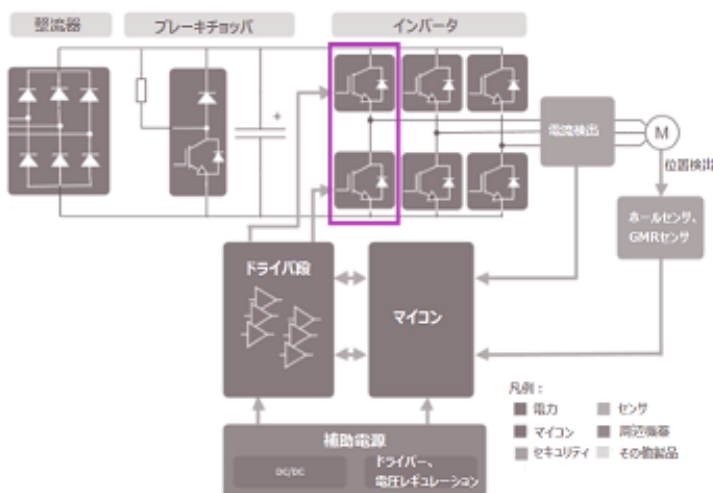 整流器
ブレーキチョッパ
インバータ
+
電流検出
M
位置検出
ホールセンサ、
GMRセンサ
ドライバ段
マイコン
補助電源
DC/DC
ドライバー、
電圧レギュレーション
凡例：
電力
センサ
マイコン
周辺機器
セキュリティ
その他製品